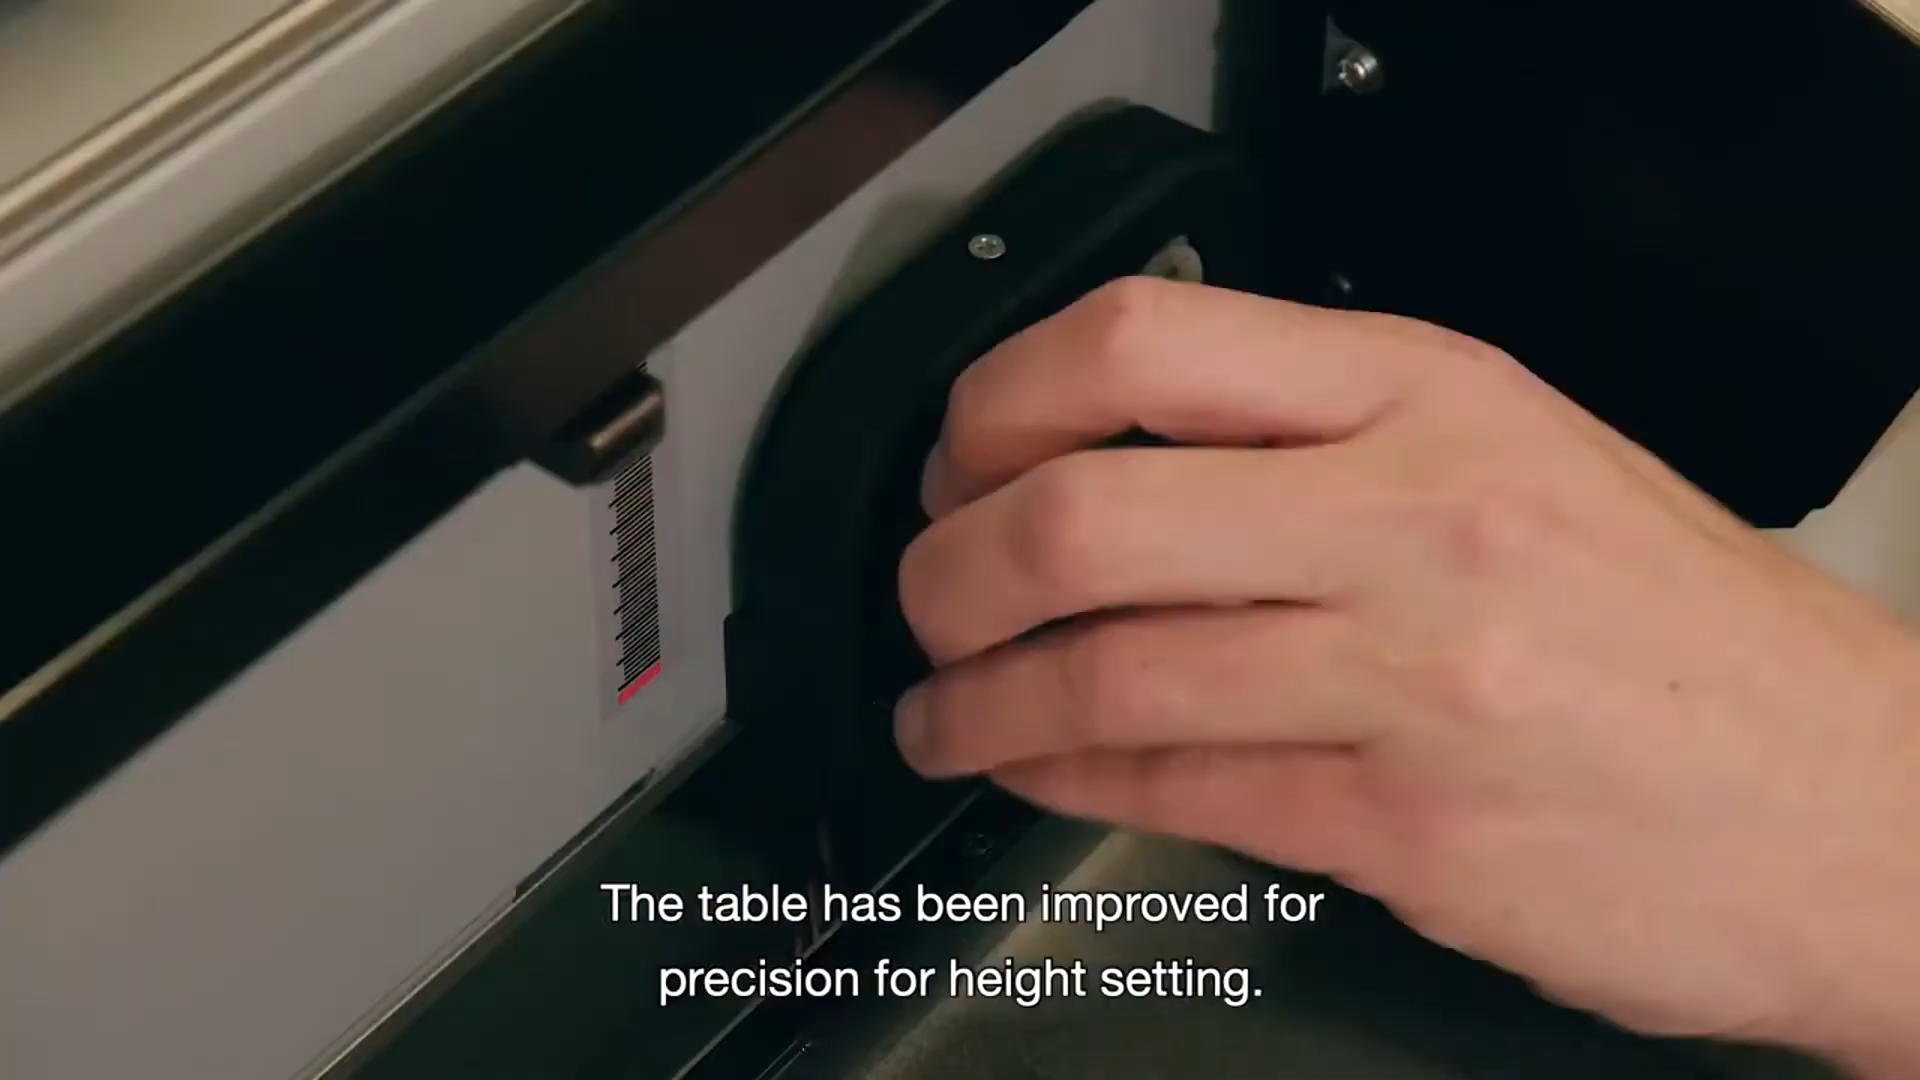 The table has been improved for
precision for height setting.